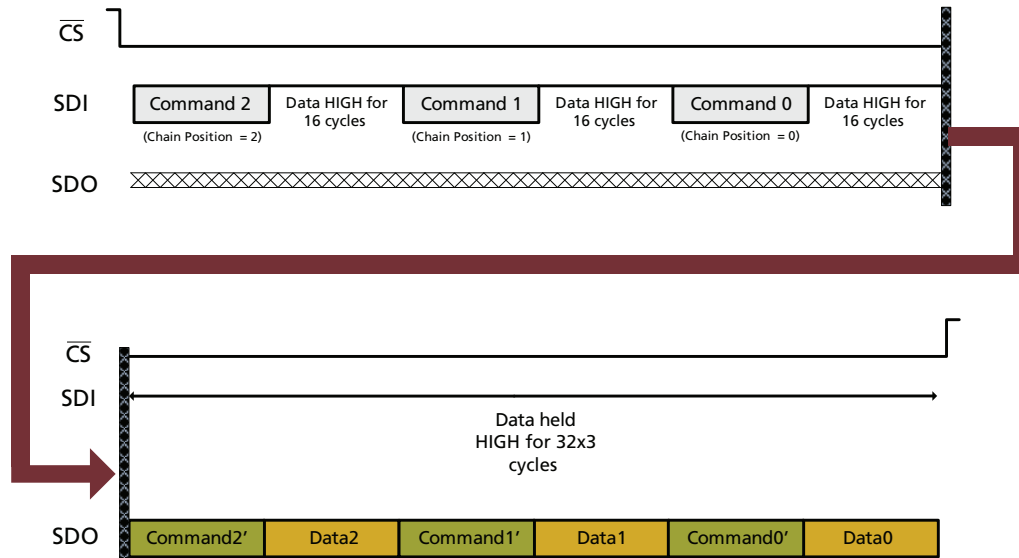 CS
SDI
Command 2
Data HIGH for
16 cycles
Command 1
Data HIGH for
16 cycles
Command 0
Data HIGH for
16 cycles
(Chain Position = 2)
(Chain Position = 1)
(Chain Position = 0)
SDO
CS
SDI
Data held
HIGH for 32x3
cycles
SDO
Command2'
Data2
Command1'
Data1
Command0'
Data0